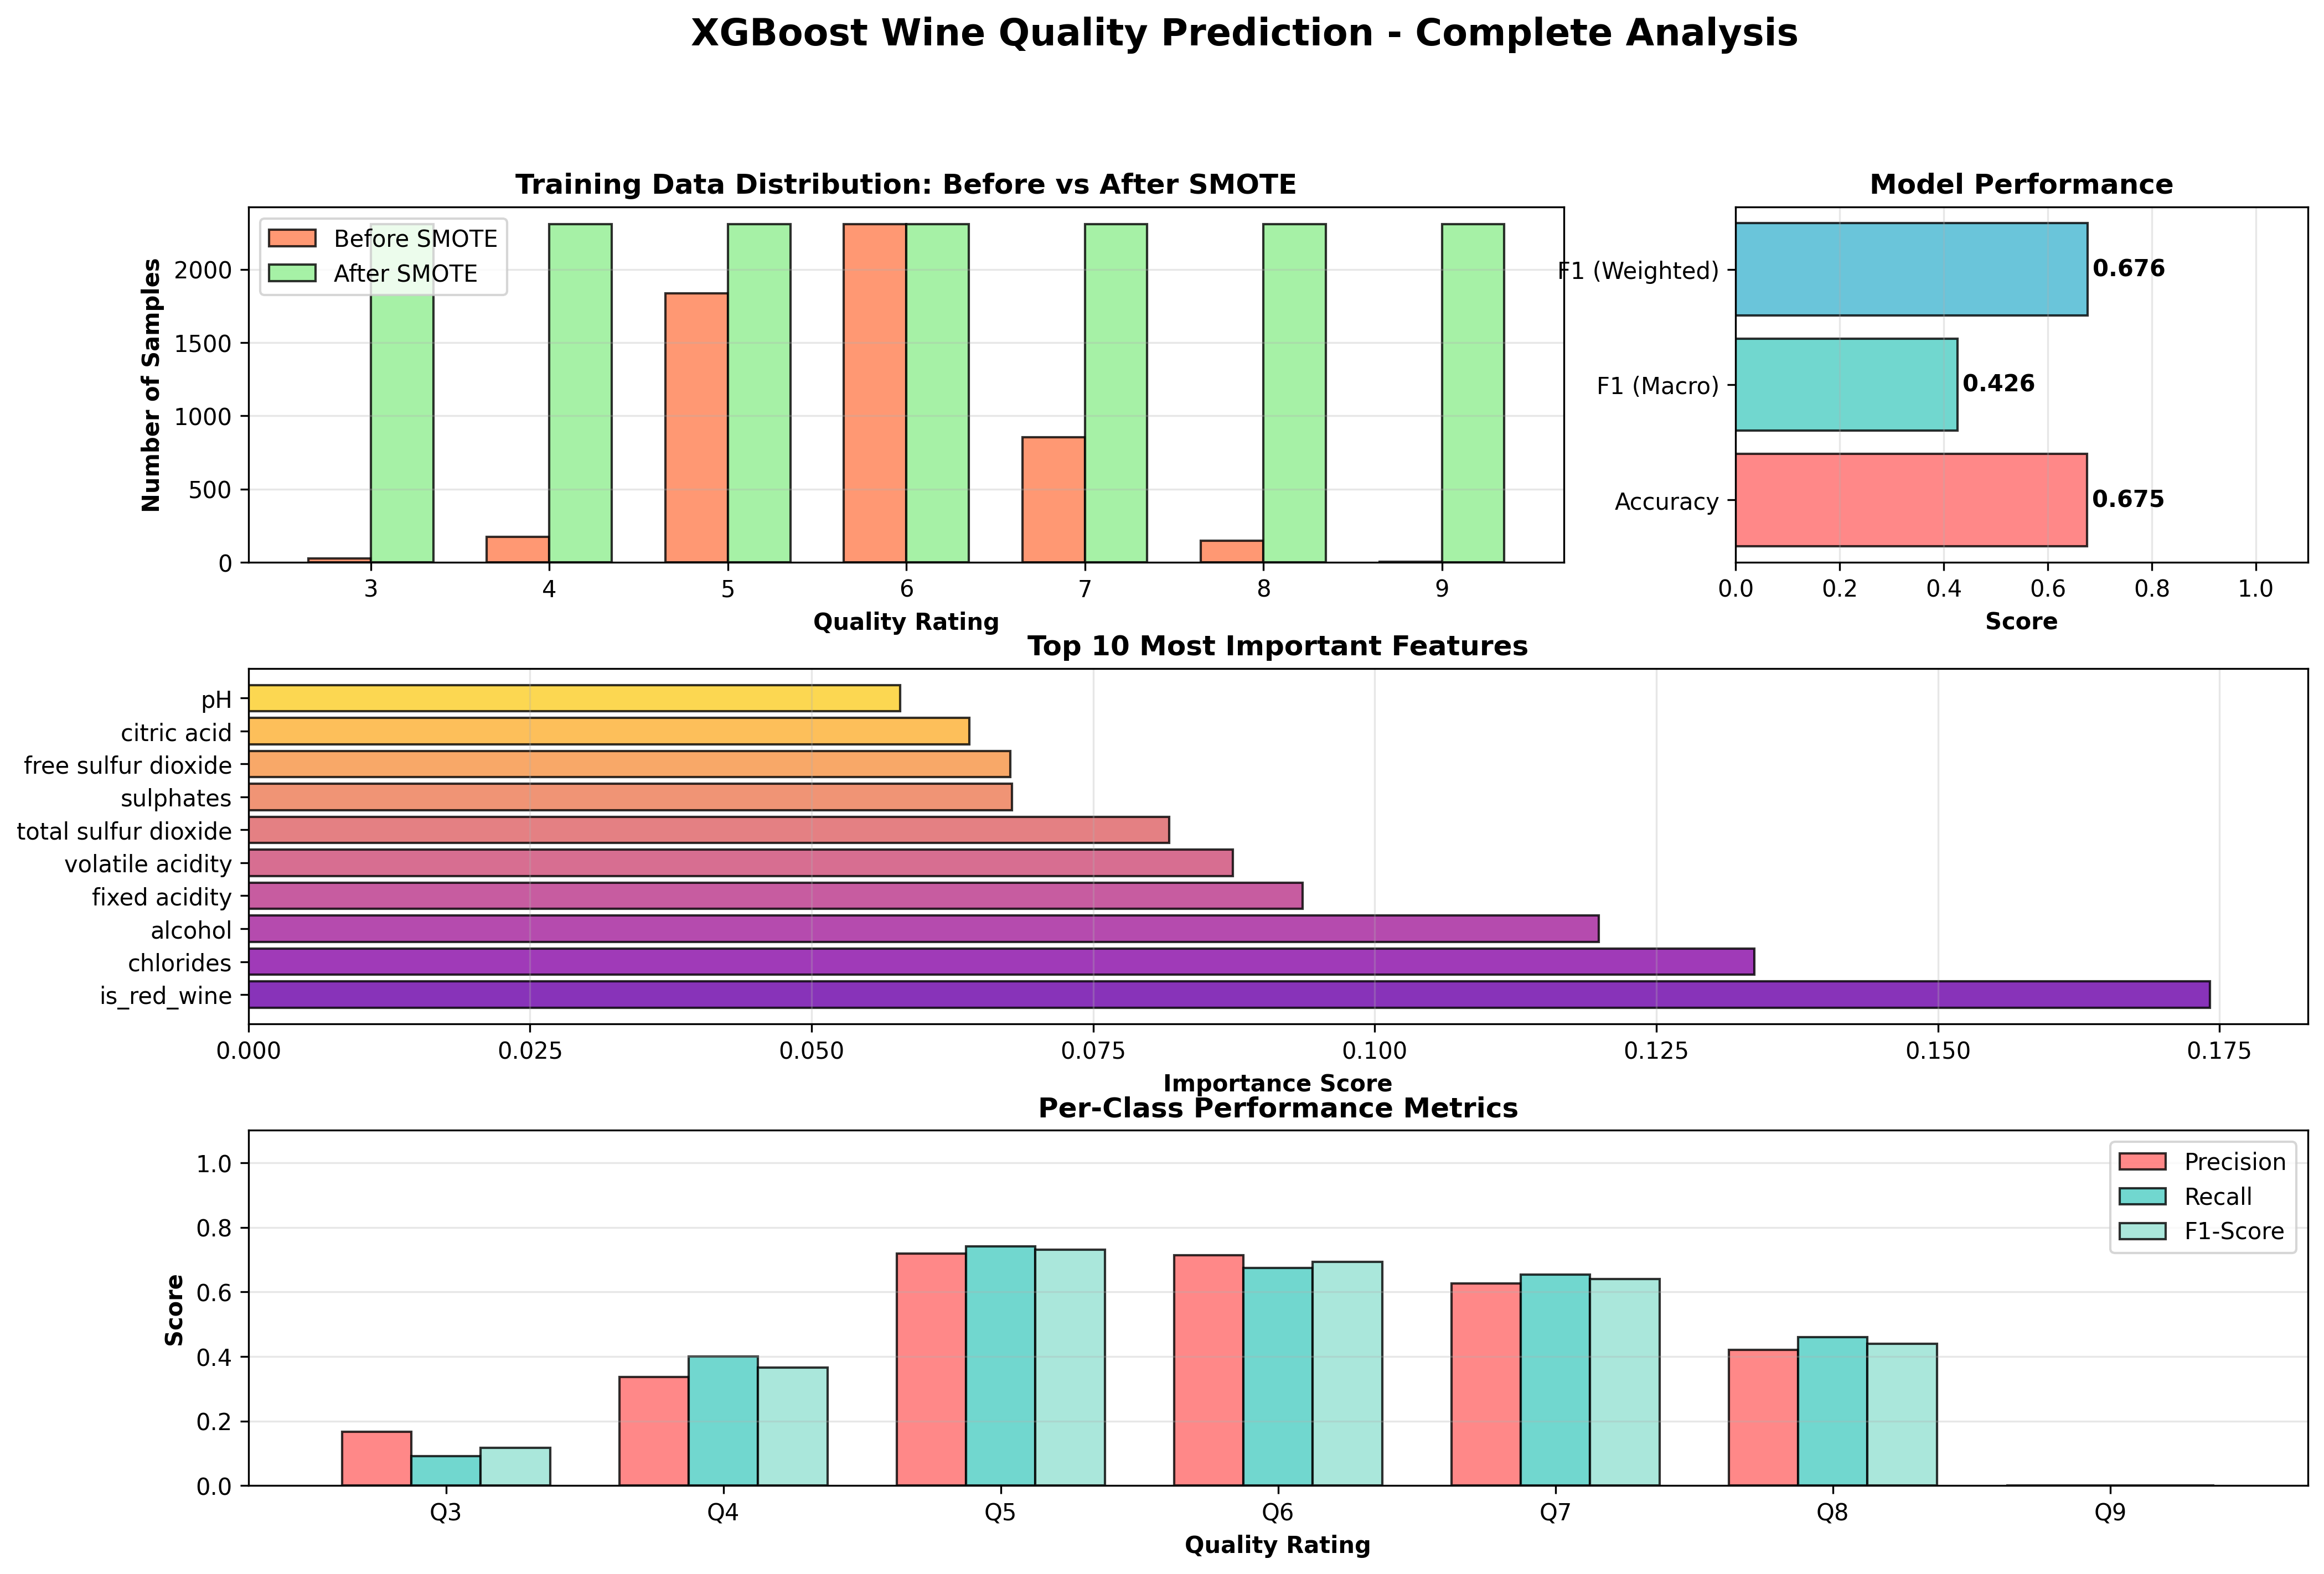 XGBoost Wine Quality Prediction - Complete Analysis
Training Data Distribution: Before vs After SMOTE
Before SMOTE
After SMOTE
Number of Samples
2000
1500
1000
500
0
3 4 5 6 7 8 9
Quality Rating
Model Performance
F1 (Weighted) 0.676
F1 (Macro) 0.426
Accuracy 0.675
0.0 0.2 0.4 0.6 0.8 1.0
Score
Top 10 Most Important Features
pH
citric acid
free sulfur dioxide
sulphates
total sulfur dioxide
volatile acidity
fixed acidity
alcohol
chlorides
is_red_wine
0.000 0.025 0.050 0.075 0.100 0.125 0.150 0.175
Importance Score
Per-Class Performance Metrics
Precision
Recall
F1-Score
Score
1.0
0.8
0.6
0.4
0.2
0.0
Q3 Q4 Q5 Q6 Q7 Q8 Q9
Quality Rating